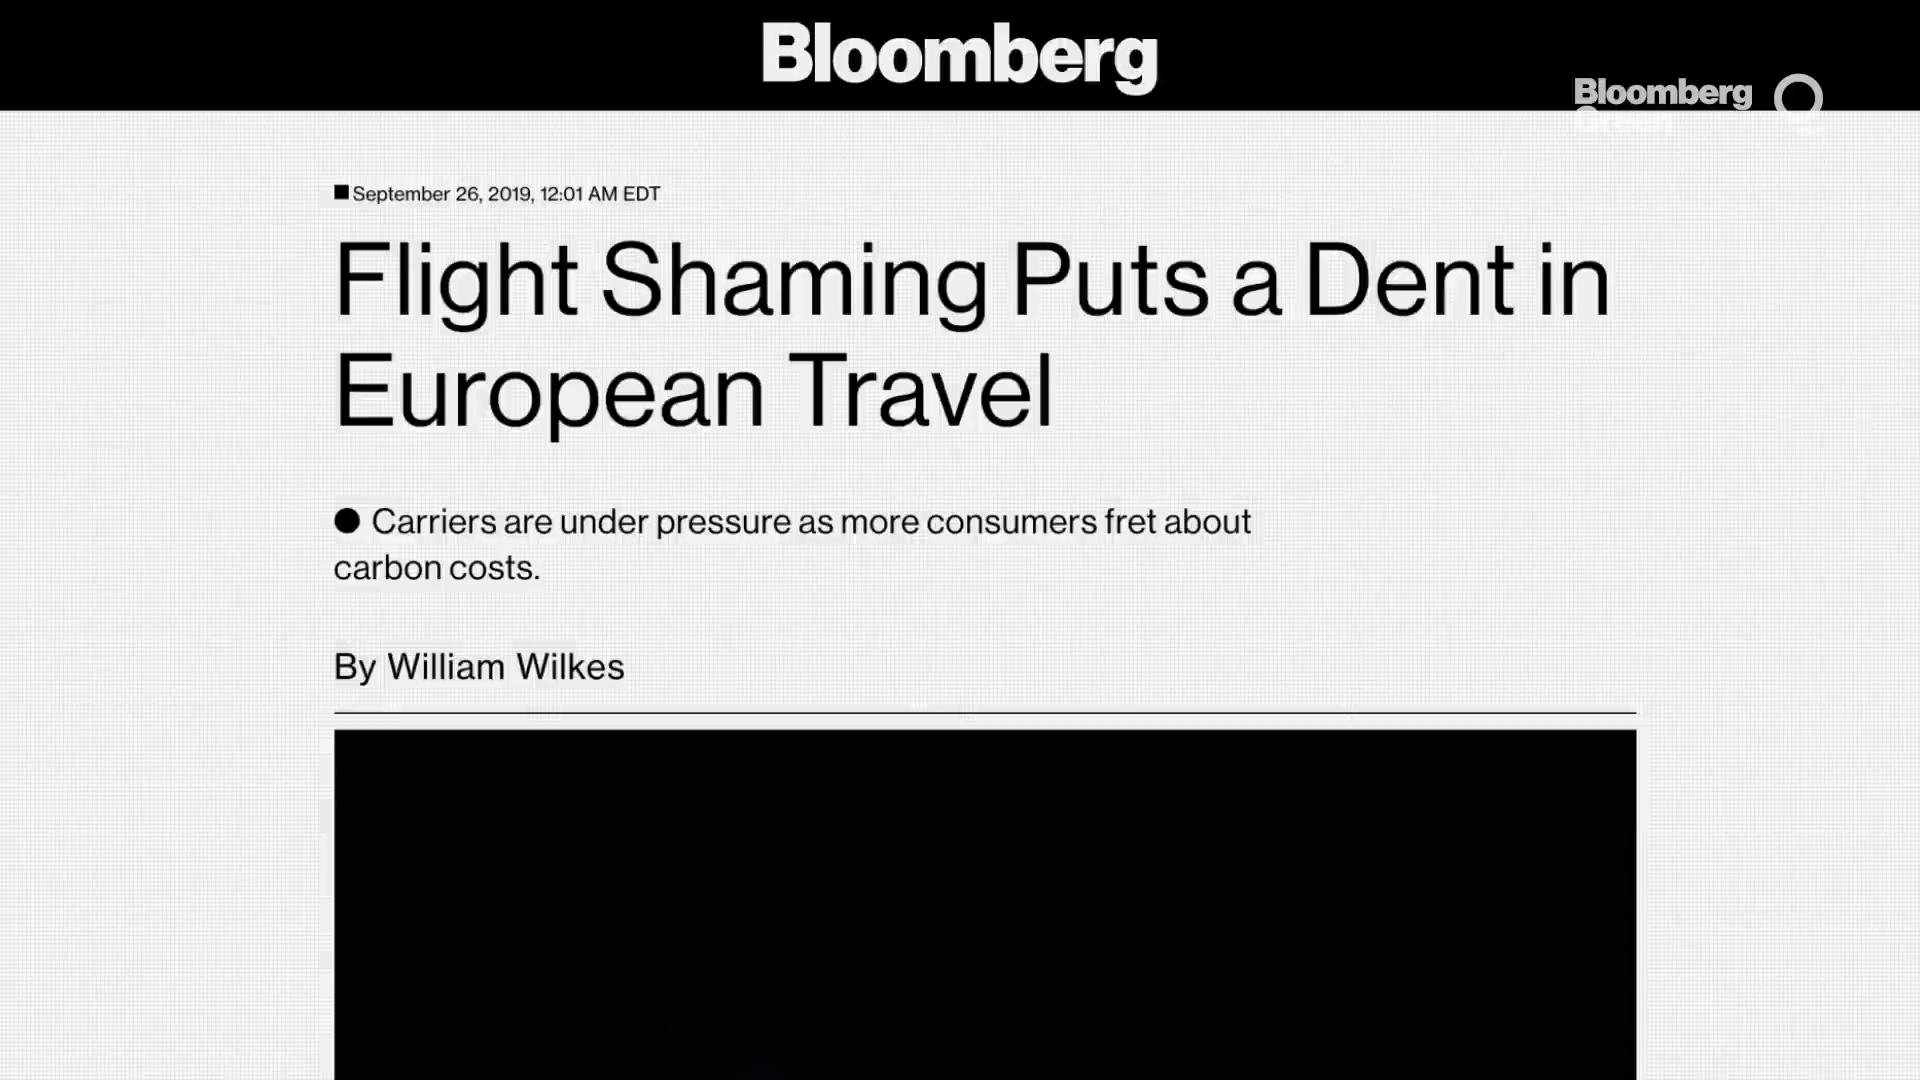 Bloomberg
Bloomberg
Green
September 26, 2019, 12:01 AM EDT
Flight Shaming Puts a Dent in
European Travel
Carriers are under pressure as more consumers fret about
carbon costs.
By William Wilkes